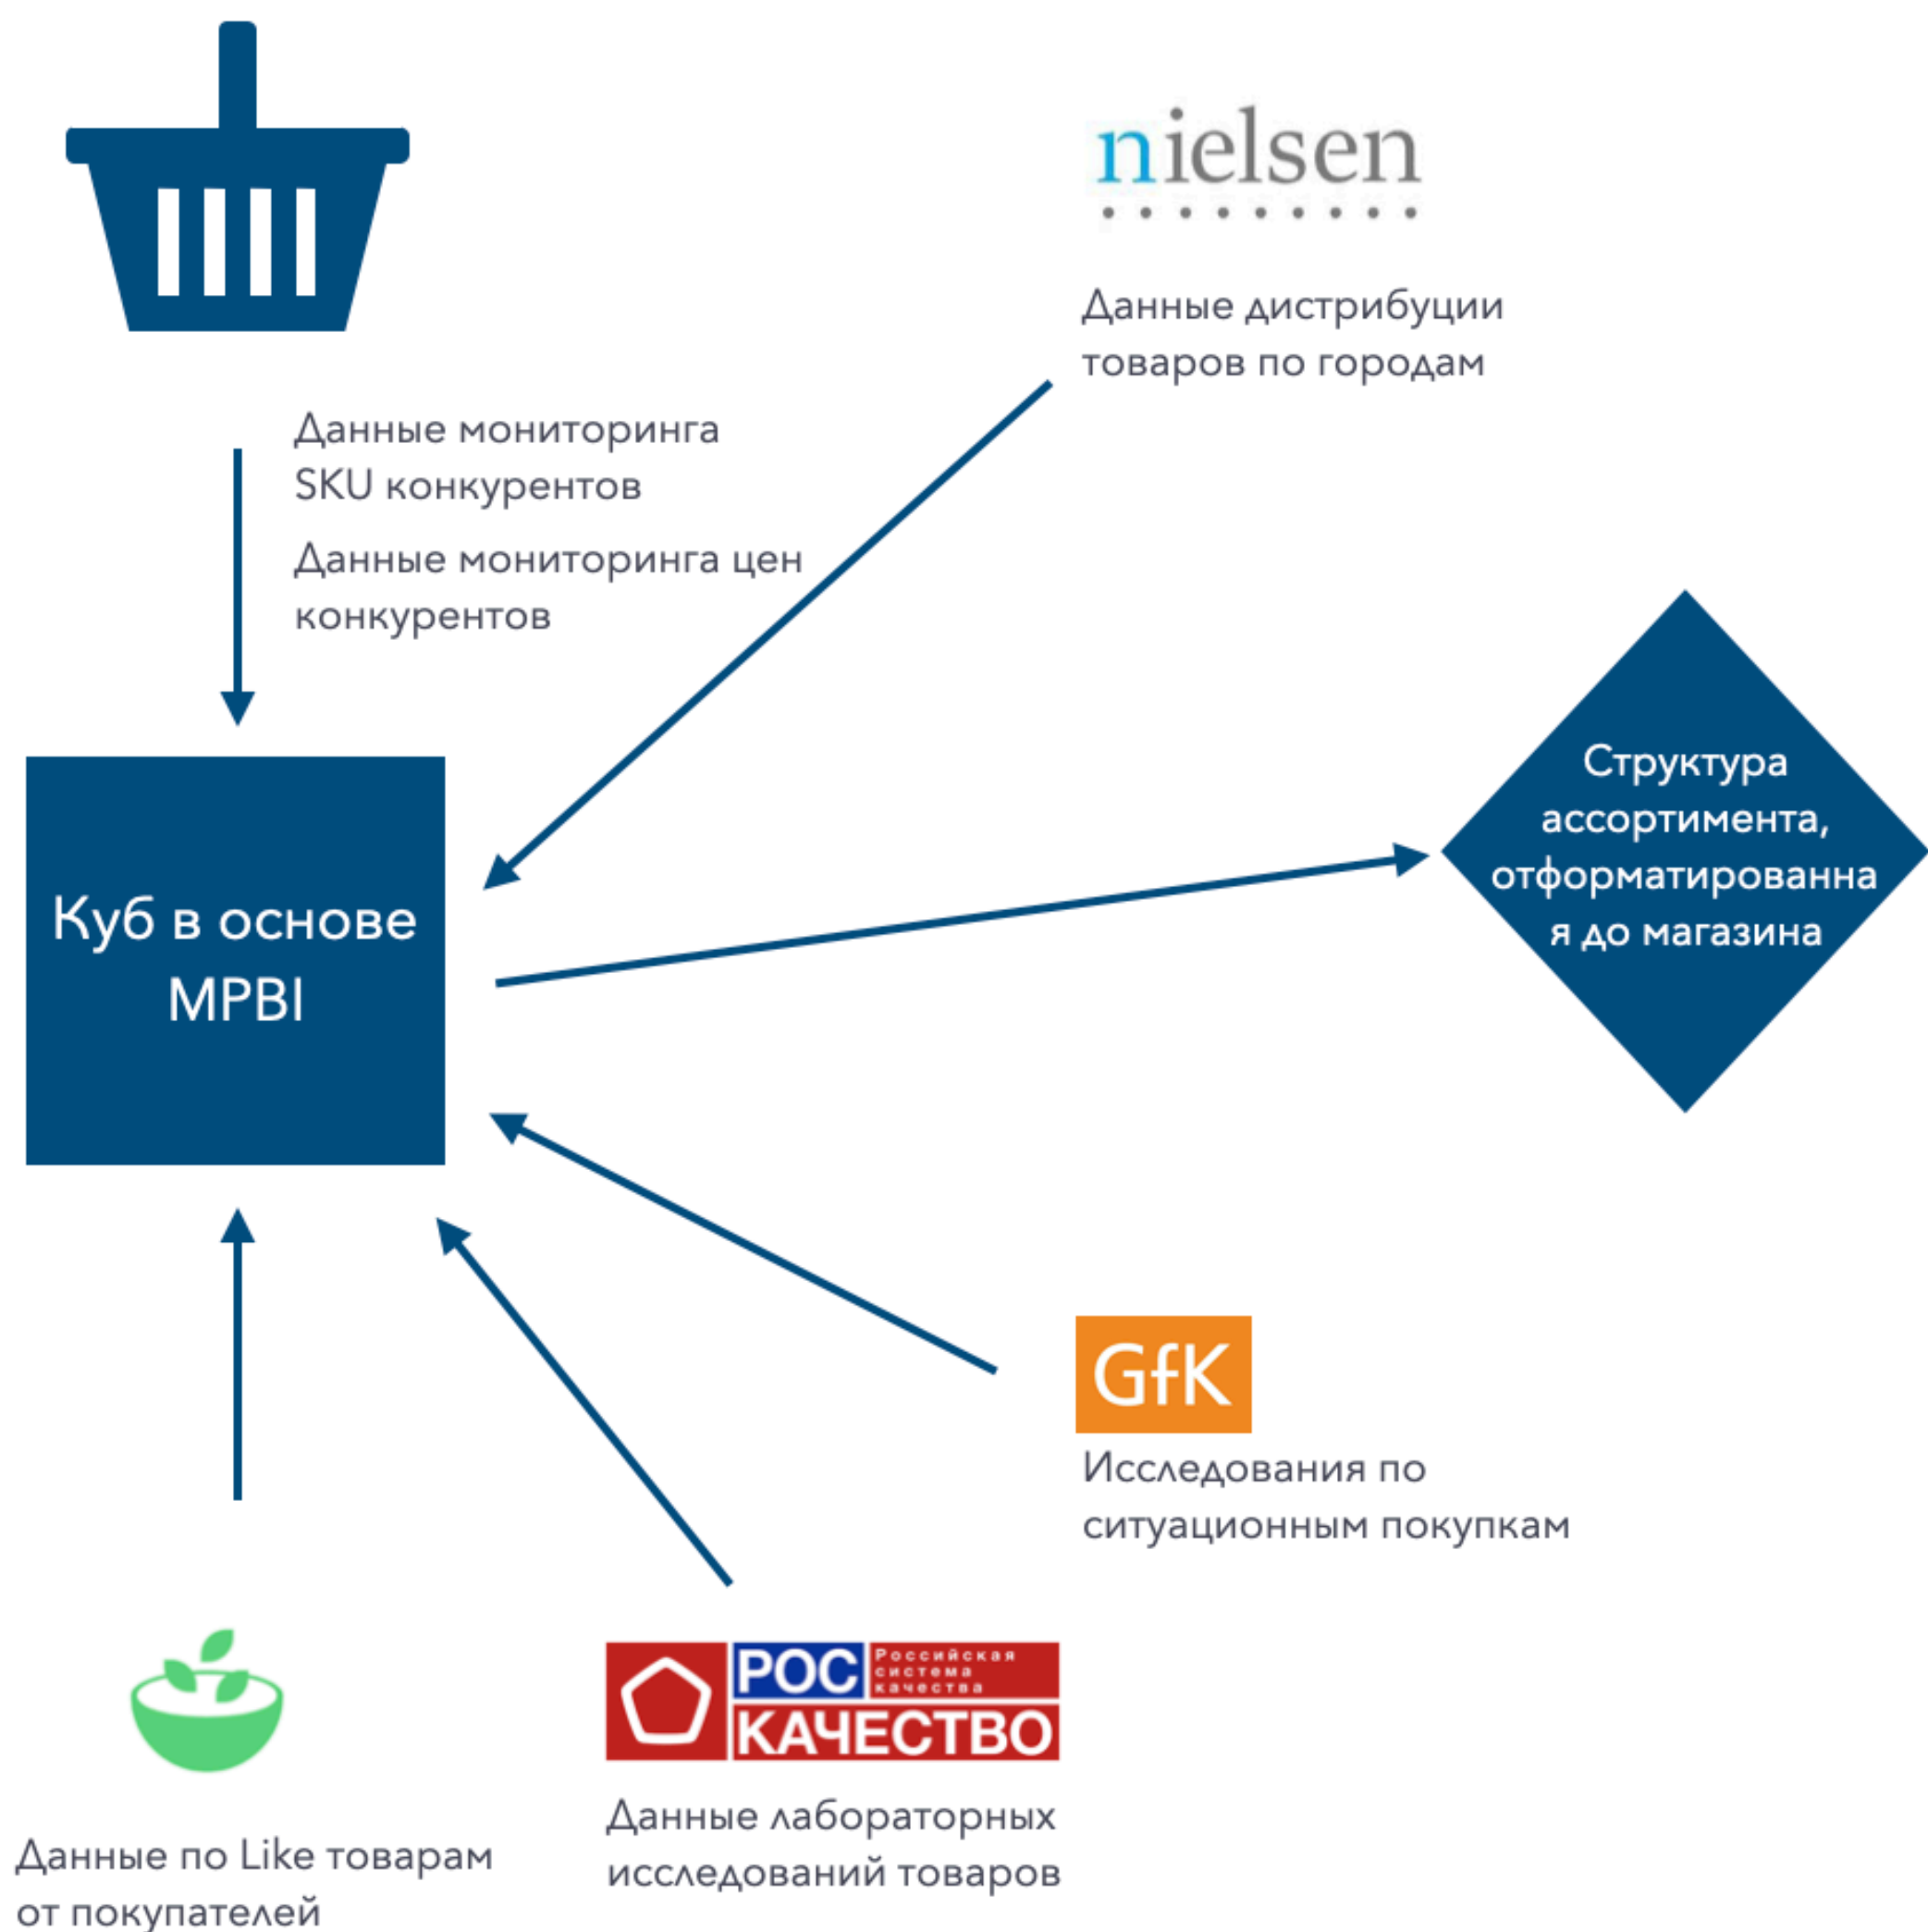 nielsen
Данные дистрибуции
товаров по городам
Данные мониторинга
SKU конкурентов
Данные мониторинга цен
конкурентов
Структура
ассортимента,
отформатированна
я до магазина
Куб в основе
MPBI
GfK
Исследования по
ситуационным покупкам
РОС
Российская
система
качества
КАЧЕСТВО
Данные лабораторных
исследований товаров
Данные по Like товарам
от покупателей